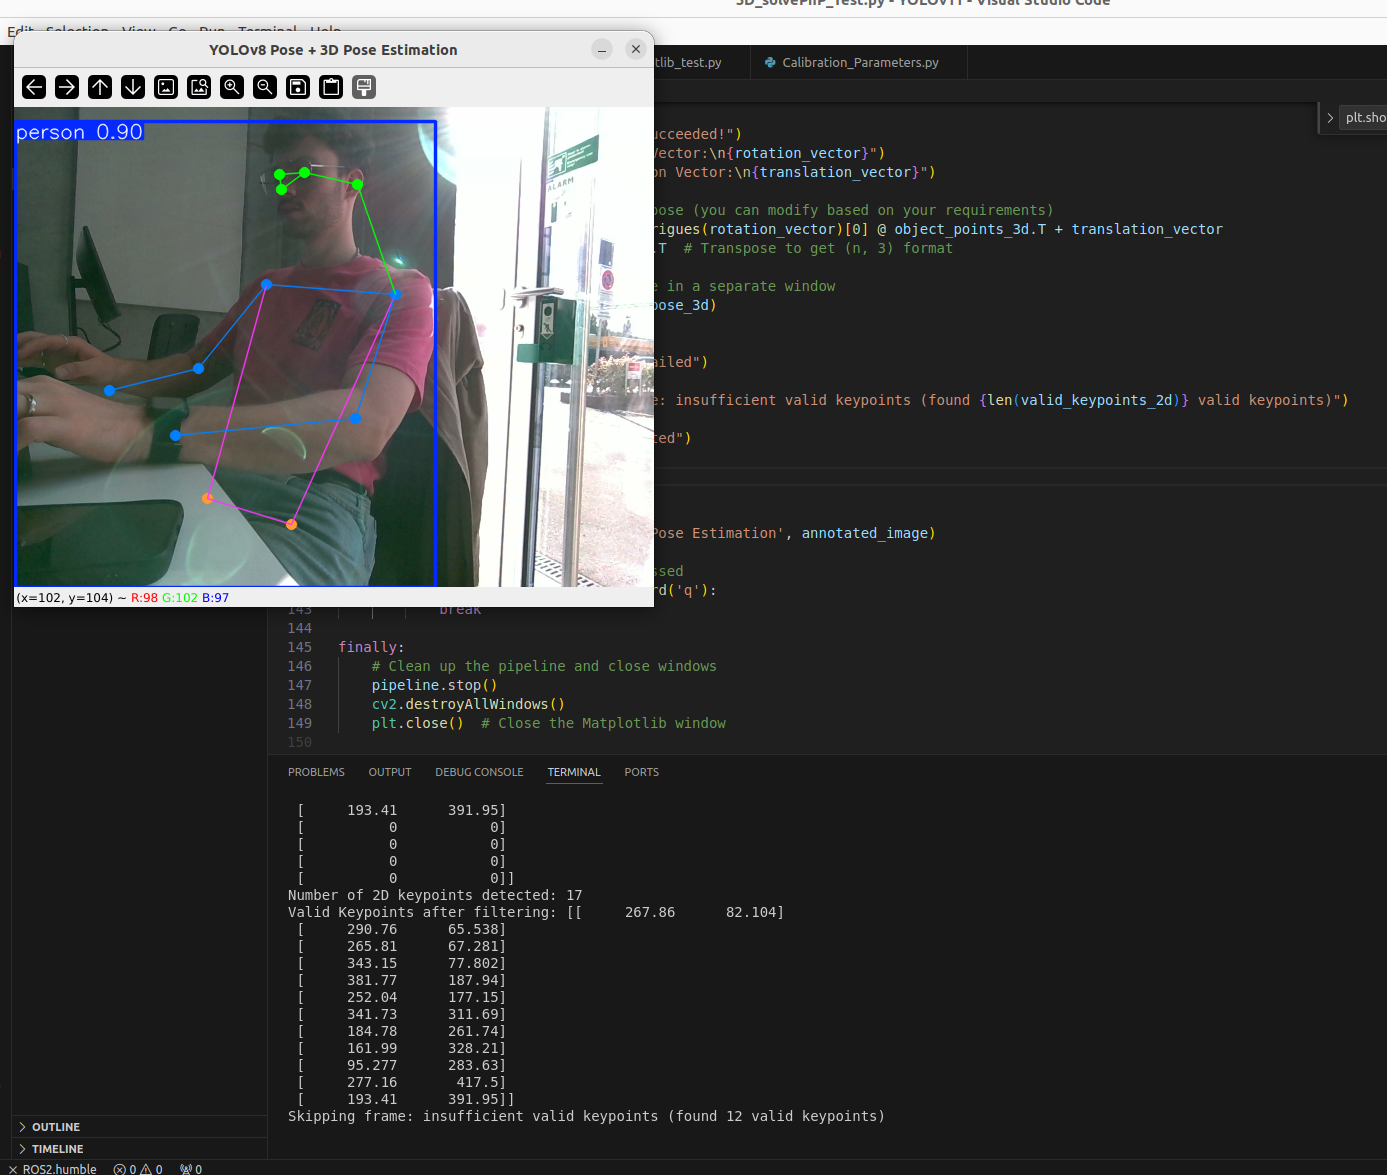 3D_solvePnP_Test.py - YOLOV11 - Visual Studio Code
Edit Selection View Go Run Terminal Help
YOLOv8 Pose + 3D Pose Estimation
tlib_test.py
Calibration_Parameters.py
plt.sho
person 0.90
ALARM
ucceeded!")
Vector:\n{rotation_vector}")
on Vector:\n{translation_vector}")
pose (you can modify based on your requirements)
rigues(rotation_vector)[0] @ object_points_3d.T + translation_vector
.T  # Transpose to get (n, 3) format
e in a separate window
pose_3d)
ailed")
e: insufficient valid keypoints (found {len(valid_keypoints_2d)} valid keypoints)")
ted")
Pose Estimation', annotated_image)
ssed
rd('q'):
(x=102, y=104) ~ R:98 G:102 B:97
143 break
144
145 finally:
146 # Clean up the pipeline and close windows
147 pipeline.stop()
148 cv2.destroyAllWindows()
149 plt.close()  # Close the Matplotlib window
150
PROBLEMS OUTPUT DEBUG CONSOLE TERMINAL PORTS
[ 193.41 391.95]
[ 0 0]
[ 0 0]
[ 0 0]
[ 0 0]]
Number of 2D keypoints detected: 17
Valid Keypoints after filtering: [[ 267.86 82.104]
[ 290.76 65.538]
[ 265.81 67.281]
[ 343.15 77.802]
[ 381.77 187.94]
[ 252.04 177.15]
[ 341.73 311.69]
[ 184.78 261.74]
[ 161.99 328.21]
[ 95.277 283.63]
[ 277.16 417.5]
[ 193.41 391.95]]
Skipping frame: insufficient valid keypoints (found 12 valid keypoints)
OUTLINE
TIMELINE
ROS2.humble 0 0 0